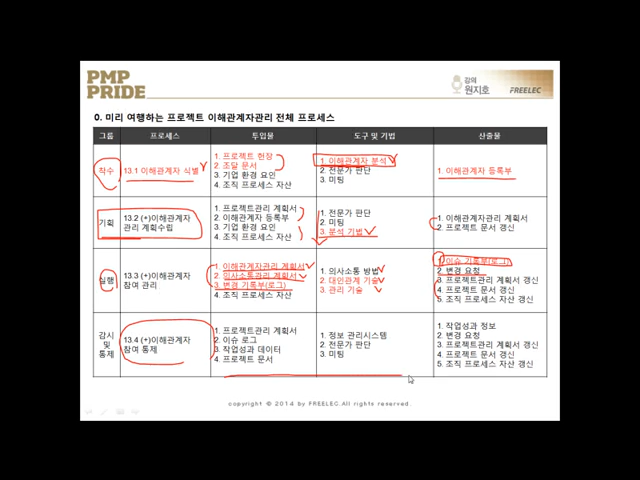 PMP
PRIDE
강의
원지호
FREELEC
0. 미리 여행하는 프로젝트 이해관계자관리 전체 프로세스
그룹 프로세스 투입물 도구 및 기법 산출물
착수
13.1 이해관계자 식별
1. 프로젝트 헌장
2. 조달 문서
3. 기업 환경 요인
4. 조직 프로세스 자산
1. 이해관계자 분석
2. 전문가 판단
3. 미팅
1. 이해관계자 등록부
기획
13.2 (+)이해관계자
관리 계획수립
1. 프로젝트관리 계획서
2. 이해관계자 등록부
3. 기업 환경 요인
4. 조직 프로세스 자산
1. 전문가 판단
2. 미팅
3. 분석 기법
1. 이해관계자관리 계획서
2. 프로젝트 문서 갱신
실행
13.3 (+)이해관계자
참여 관리
1. 이해관계자관리 계획서
2. 의사소통관리 계획서
3. 변경 기록부(로그)
4. 조직 프로세스 자산
1. 의사소통 방법
2. 대인관계 기술
3. 관리 기술
1. 이슈 기록부(로그)
2. 변경 요청
3. 프로젝트관리 계획서 갱신
4. 프로젝트 문서 갱신
5. 조직 프로세스 자산 갱신
감시
및
통제
13.4 (+)이해관계자
참여 통제
1. 프로젝트관리 계획서
2. 이슈 로그
3. 작업성과 데이터
4. 프로젝트 문서
1. 정보 관리시스템
2. 전문가 판단
3. 미팅
1. 작업성과 정보
2. 변경 요청
3. 프로젝트관리 계획서 갱신
4. 프로젝트 문서 갱신
5. 조직 프로세스 자산 갱신
copyright ⓒ 2014 by FREELEC.All rights reserved.